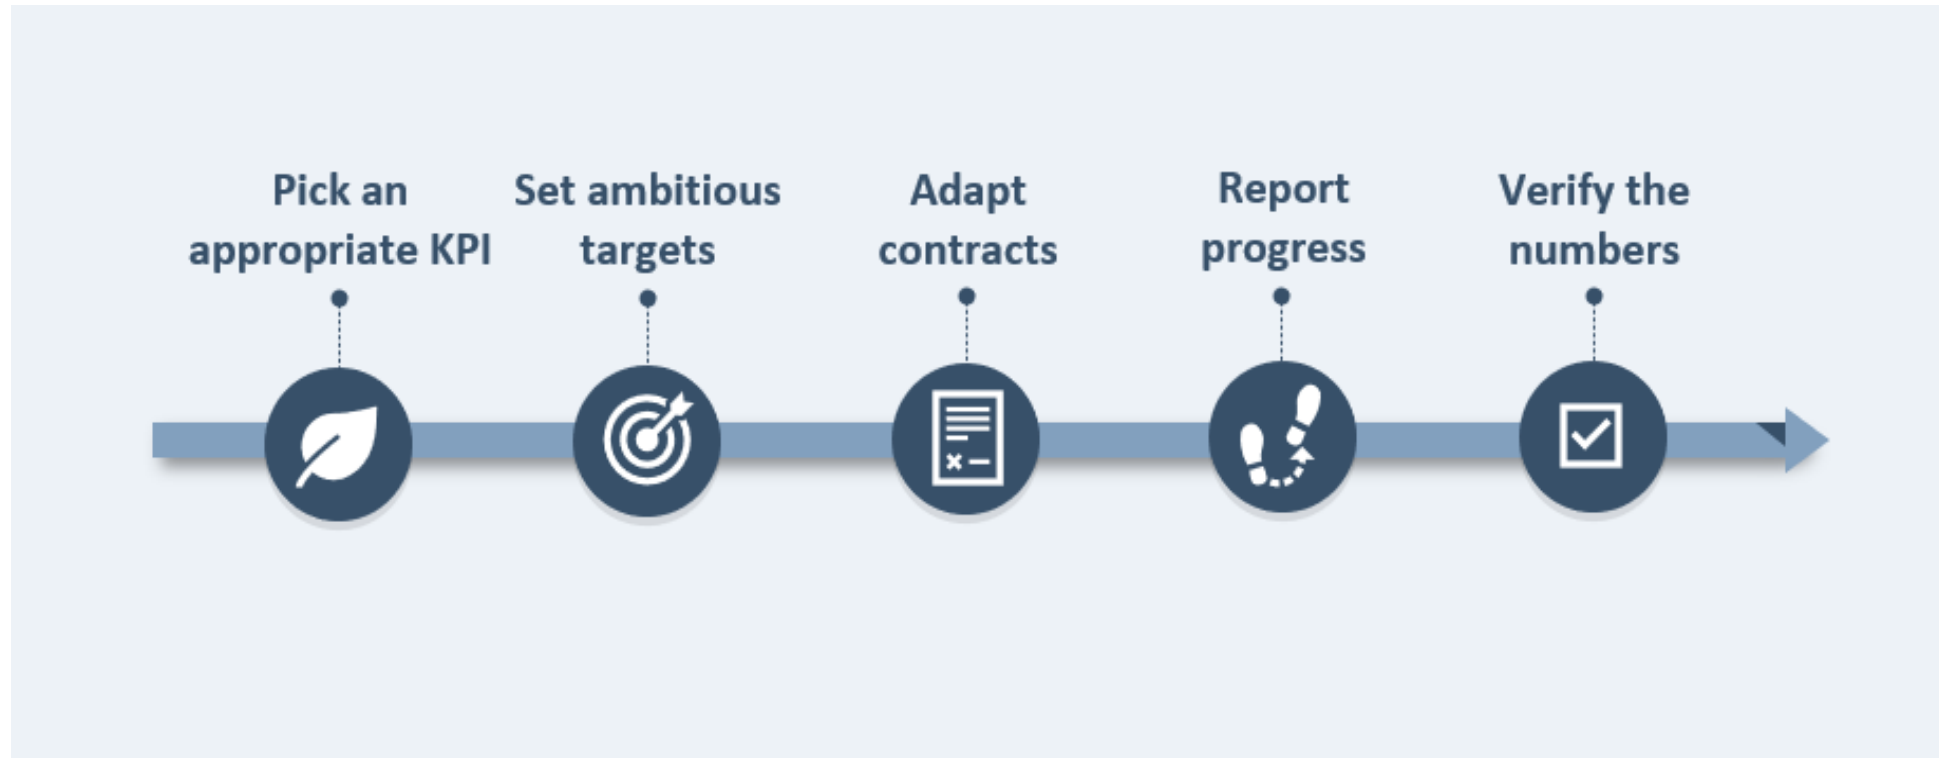 Pick an
appropriate KPI
Set ambitious
targets
Adapt
contracts
Report
progress
Verify the
numbers